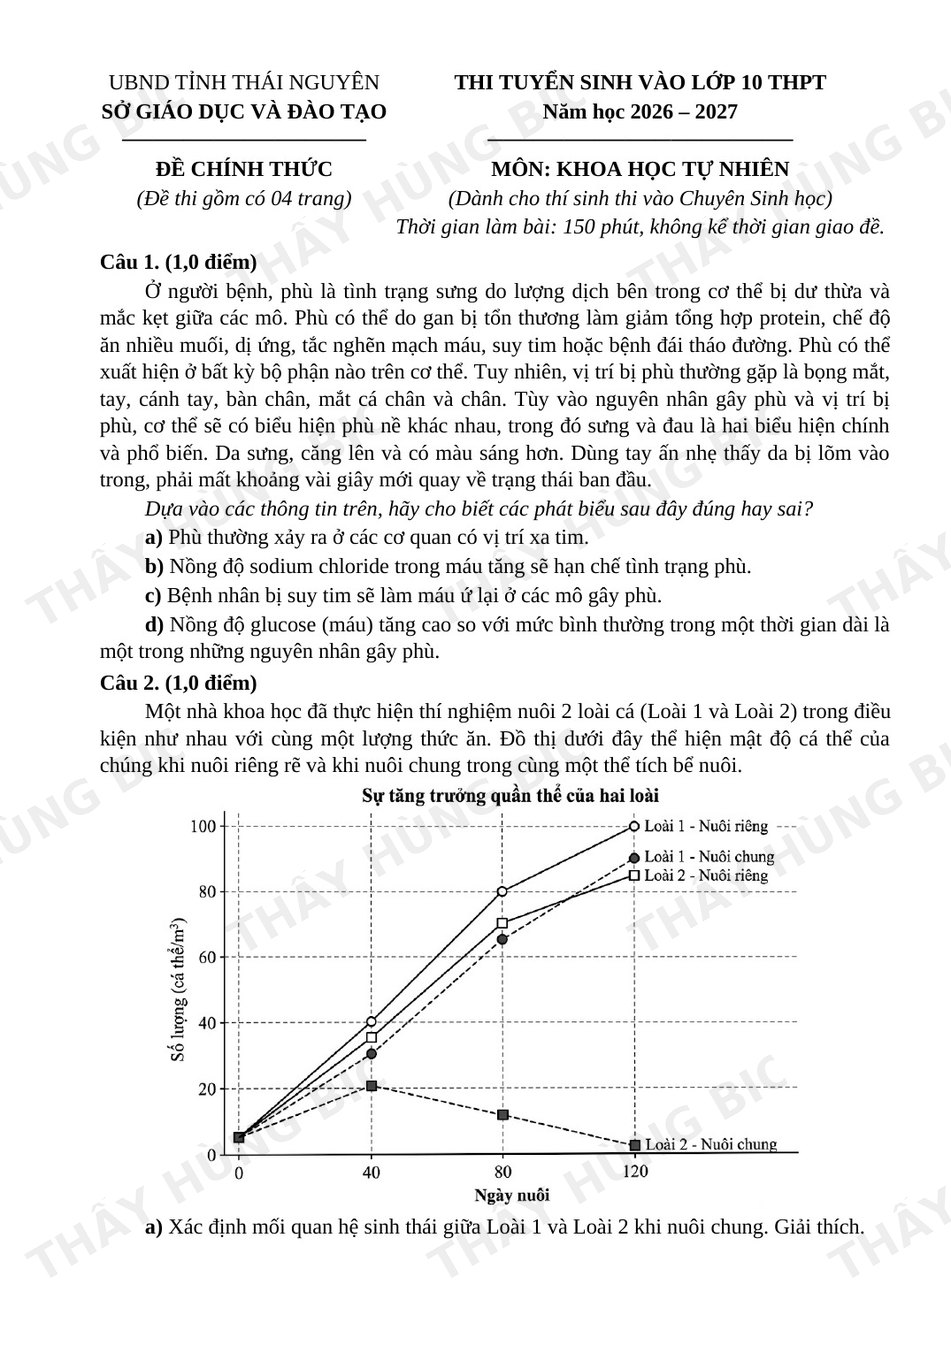 UBND TỈNH THÁI NGUYÊN
SỞ GIÁO DỤC VÀ ĐÀO TẠO
THI TUYỂN SINH VÀO LỚP 10 THPT
Năm học 2026 – 2027
ĐỀ CHÍNH THỨC
(Đề thi gồm có 04 trang)
MÔN: KHOA HỌC TỰ NHIÊN
(Dành cho thí sinh thi vào Chuyên Sinh học)
Thời gian làm bài: 150 phút, không kể thời gian giao đề.
Câu 1. (1,0 điểm)
Ở người bệnh, phù là tình trạng sưng do lượng dịch bên trong cơ thể bị dư thừa và
mắc kẹt giữa các mô. Phù có thể do gan bị tổn thương làm giảm tổng hợp protein, chế độ
ăn nhiều muối, dị ứng, tắc nghẽn mạch máu, suy tim hoặc bệnh đái tháo đường. Phù có thể
xuất hiện ở bất kỳ bộ phận nào trên cơ thể. Tuy nhiên, vị trí bị phù thường gặp là bọng mắt,
tay, cánh tay, bàn chân, mắt cá chân và chân. Tùy vào nguyên nhân gây phù và vị trí bị
phù, cơ thể sẽ có biểu hiện phù nề khác nhau, trong đó sưng và đau là hai biểu hiện chính
và phổ biến. Da sưng, căng lên và có màu sáng hơn. Dùng tay ấn nhẹ thấy da bị lõm vào
trong, phải mất khoảng vài giây mới quay về trạng thái ban đầu.
Dựa vào các thông tin trên, hãy cho biết các phát biểu sau đây đúng hay sai?
a) Phù thường xảy ra ở các cơ quan có vị trí xa tim.
b) Nồng độ sodium chloride trong máu tăng sẽ hạn chế tình trạng phù.
c) Bệnh nhân bị suy tim sẽ làm máu ứ lại ở các mô gây phù.
d) Nồng độ glucose (máu) tăng cao so với mức bình thường trong một thời gian dài là
một trong những nguyên nhân gây phù.
Câu 2. (1,0 điểm)
Một nhà khoa học đã thực hiện thí nghiệm nuôi 2 loài cá (Loài 1 và Loài 2) trong điều
kiện như nhau với cùng một lượng thức ăn. Đồ thị dưới đây thể hiện mật độ cá thể của
chúng khi nuôi riêng rẽ và khi nuôi chung trong cùng một thể tích bể nuôi.
Sự tăng trưởng quần thể của hai loài
100
Loài 1 - Nuôi riêng
Loài 1 - Nuôi chung
Loài 2 - Nuôi riêng
80
60
40
20
0
Số lượng (cá thể/m³)
Loài 2 - Nuôi chung
0 40 80 120
Ngày nuôi
a) Xác định mối quan hệ sinh thái giữa Loài 1 và Loài 2 khi nuôi chung. Giải thích.
THẦY HÙNG BIC